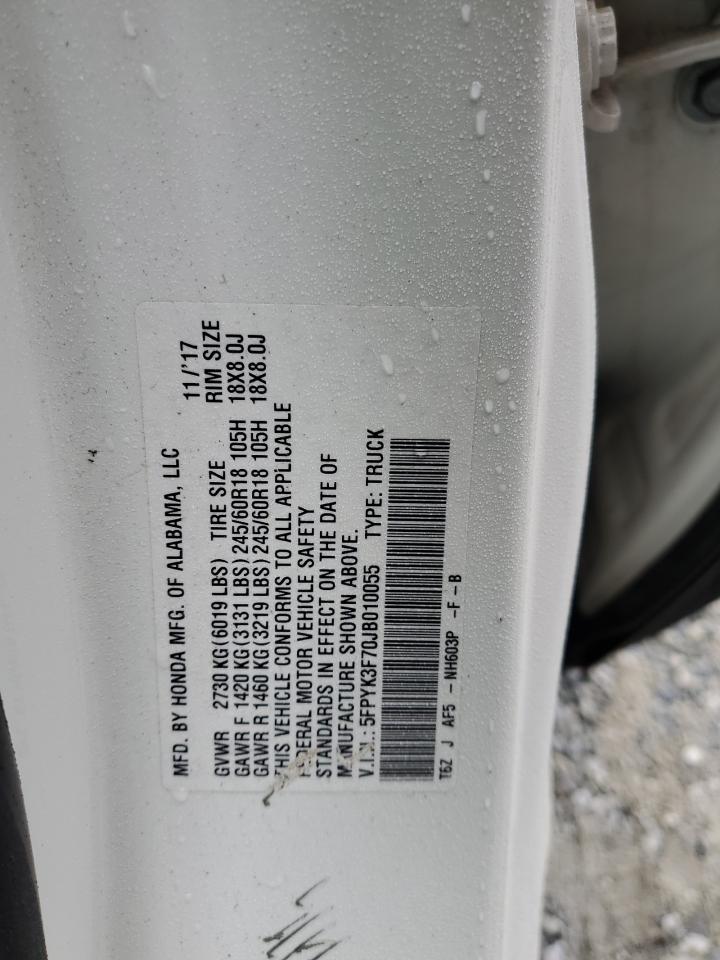 MFD. BY HONDA MFG. OF ALABAMA, LLC 11/'17
GVWR 2730 KG(6019 LBS) TIRE SIZE RIM SIZE
GAWR F 1420 KG(3131 LBS)245/60R18 105H 18X8.0J
GAWR R 1460 KG(3219 LBS)245/60R18 105H 18X8.0J
THIS VEHICLE CONFORMS TO ALL APPLICABLE
FEDERAL MOTOR VEHICLE SAFETY
STANDARDS IN EFFECT ON THE DATE OF
MANUFACTURE SHOWN ABOVE.
V.I.N.: 5FPYK3F70JB010055 TYPE: TRUCK
T6Z J AF5 - NH603P -F -B